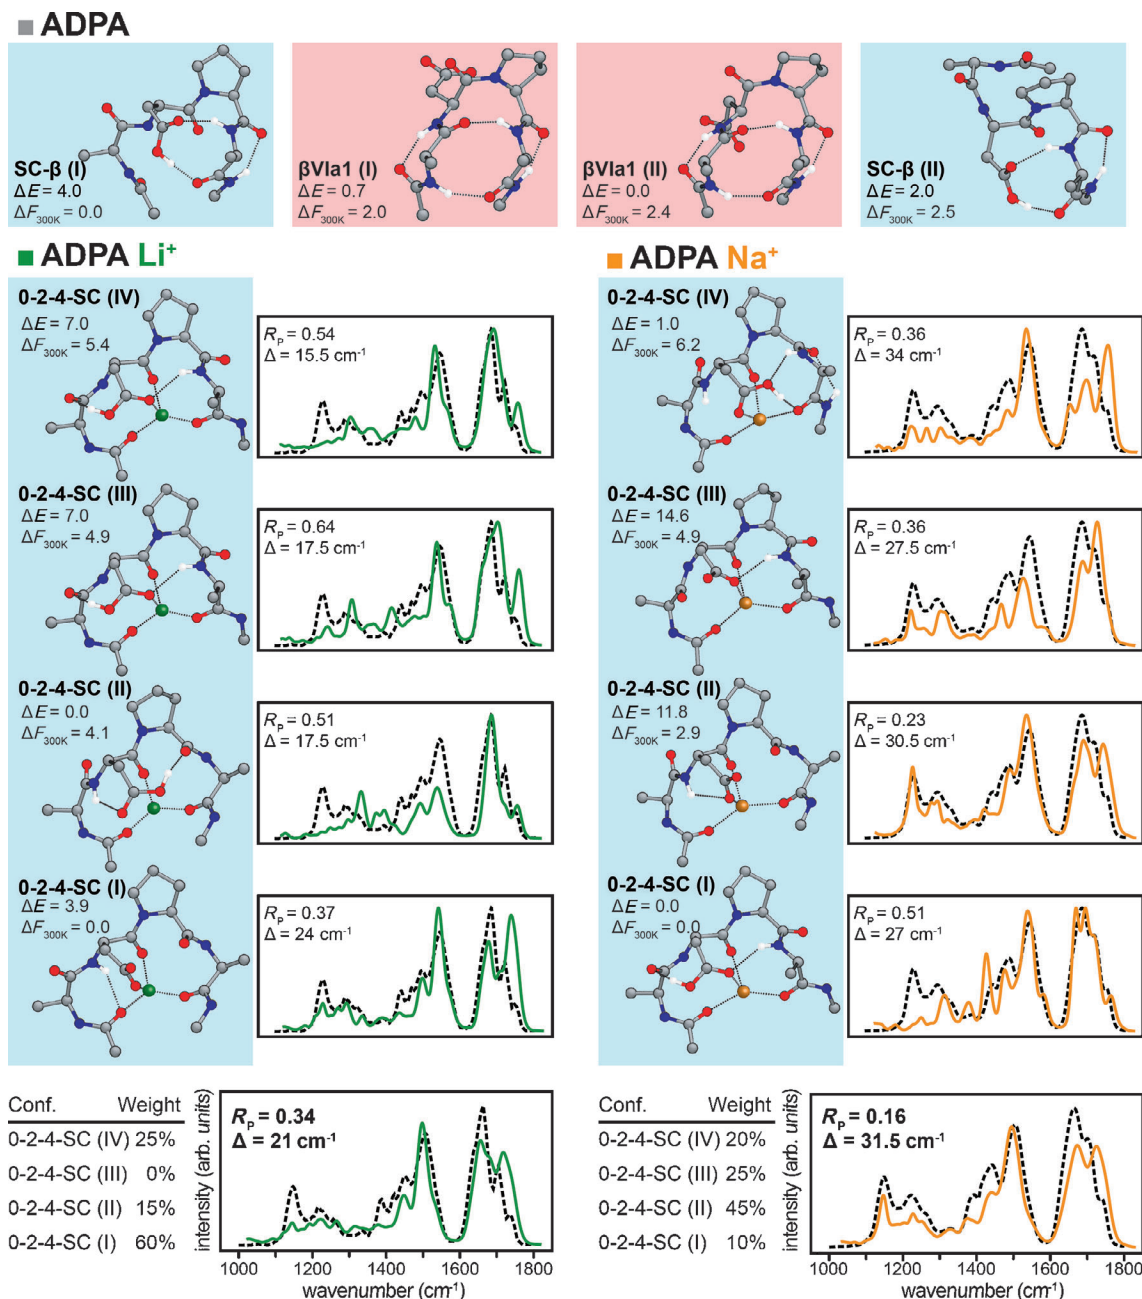 ADPA
SC-β (I)
ΔE = 4.0
ΔF300K = 0.0
βVIa1 (I)
ΔE = 0.7
ΔF300K = 2.0
βVIa1 (II)
ΔE = 0.0
ΔF300K = 2.4
SC-β (II)
ΔE = 2.0
ΔF300K = 2.5
ADPA Li+
0-2-4-SC (IV)
ΔE = 7.0
ΔF300K = 5.4
RP = 0.54
Δ = 15.5 cm-1
0-2-4-SC (III)
ΔE = 7.0
ΔF300K = 4.9
RP = 0.64
Δ = 17.5 cm-1
0-2-4-SC (II)
ΔE = 0.0
ΔF300K = 4.1
RP = 0.51
Δ = 17.5 cm-1
0-2-4-SC (I)
ΔE = 3.9
ΔF300K = 0.0
RP = 0.37
Δ = 24 cm-1
Conf. Weight
0-2-4-SC (IV) 25%
0-2-4-SC (III) 0%
0-2-4-SC (II) 15%
0-2-4-SC (I) 60%
intensity (arb. units)
RP = 0.34
Δ = 21 cm-1
1000 1200 1400 1600 1800
wavenumber (cm-1)
ADPA Na+
0-2-4-SC (IV)
ΔE = 1.0
ΔF300K = 6.2
RP = 0.36
Δ = 34 cm-1
0-2-4-SC (III)
ΔE = 14.6
ΔF300K = 4.9
RP = 0.36
Δ = 27.5 cm-1
0-2-4-SC (II)
ΔE = 11.8
ΔF300K = 2.9
RP = 0.23
Δ = 30.5 cm-1
0-2-4-SC (I)
ΔE = 0.0
ΔF300K = 0.0
RP = 0.51
Δ = 27 cm-1
Conf. Weight
0-2-4-SC (IV) 20%
0-2-4-SC (III) 25%
0-2-4-SC (II) 45%
0-2-4-SC (I) 10%
intensity (arb. units)
RP = 0.16
Δ = 31.5 cm-1
1000 1200 1400 1600 1800
wavenumber (cm-1)